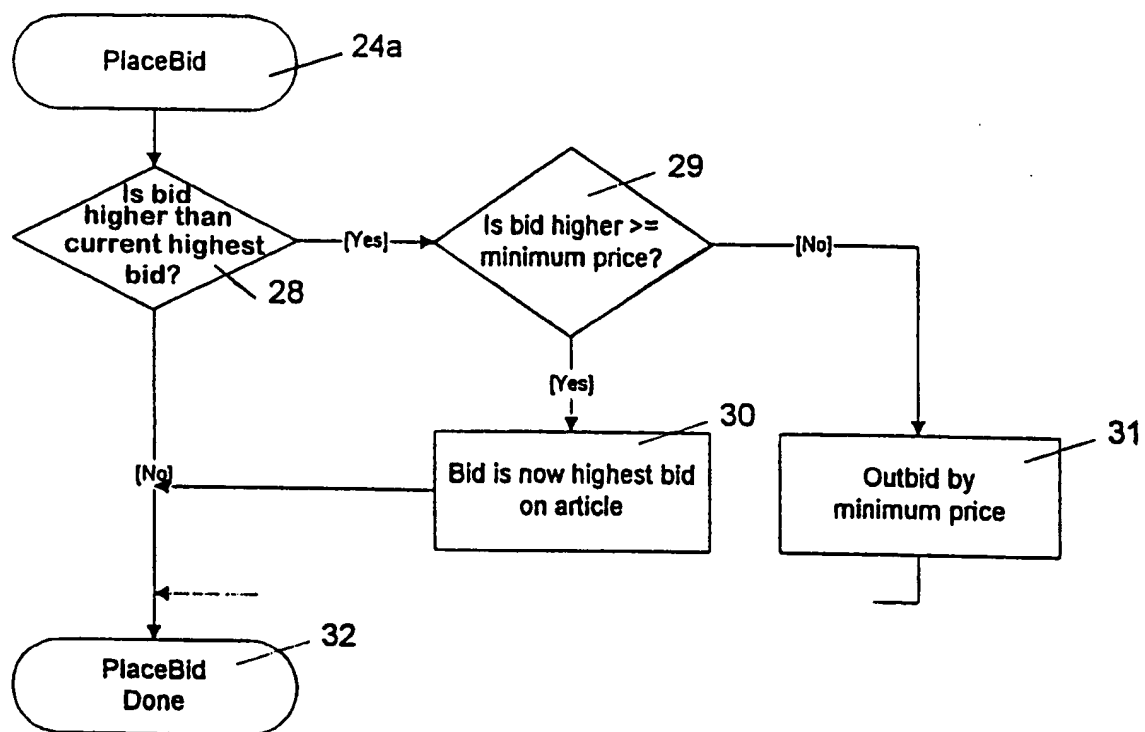 PlaceBid
24a
Is bid
higher than
current highest
bid?
28
[Yes]
Is bid higher >=
minimum price?
29
[No]
[Yes]
30
Bid is now highest bid
on article
31
Outbid by
minimum price
[No]
32
PlaceBid
Done